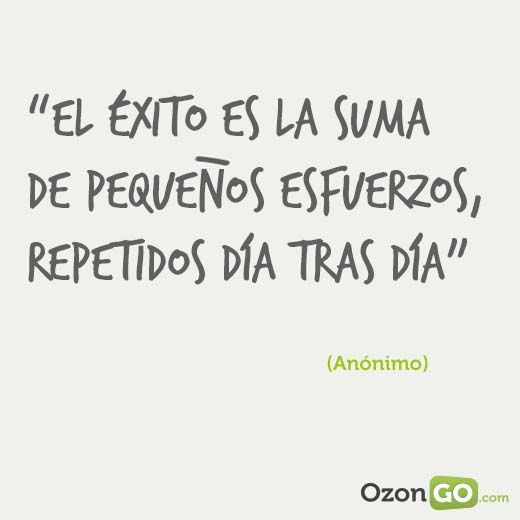 “EL ÉXITO ES LA SUMA
DE PEQUEÑOS ESFUERZOS,
REPETIDOS DÍA TRAS DÍA”
(Anónimo)
OzonGO.com